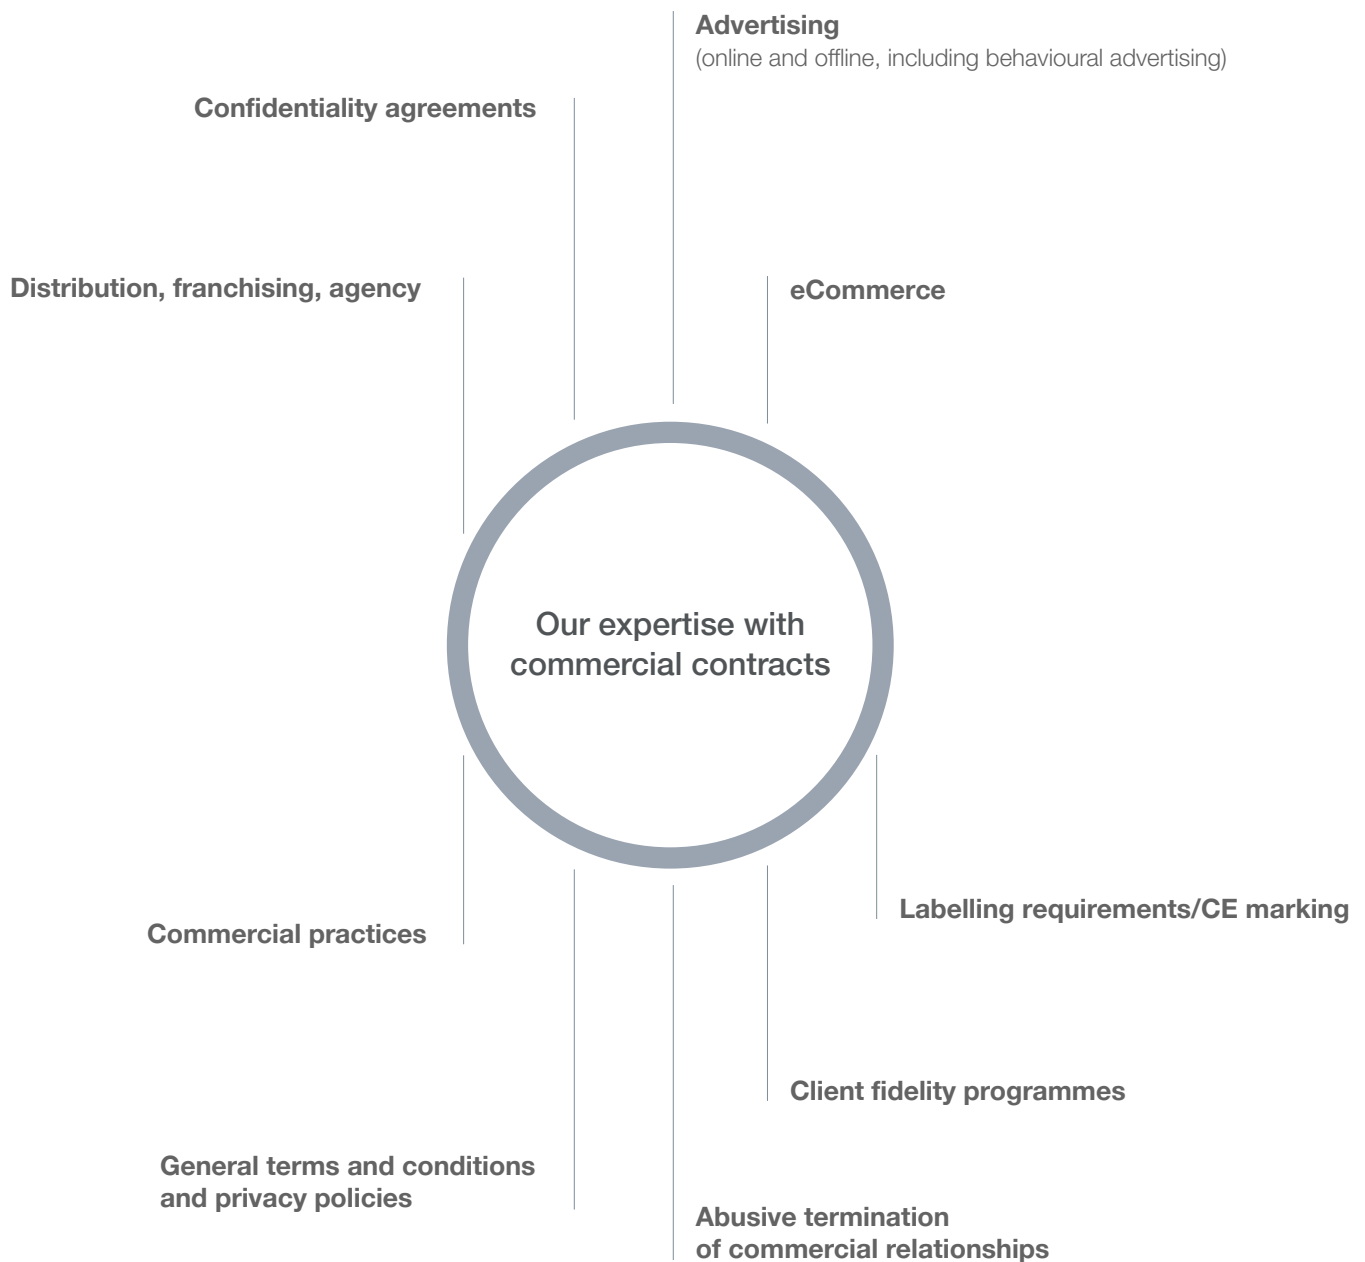 Advertising
(online and offline, including behavioural advertising)
Confidentiality agreements
Distribution, franchising, agency
eCommerce
Our expertise with
commercial contracts
Labelling requirements/CE marking
Commercial practices
Client fidelity programmes
General terms and conditions
and privacy policies
Abusive termination
of commercial relationships